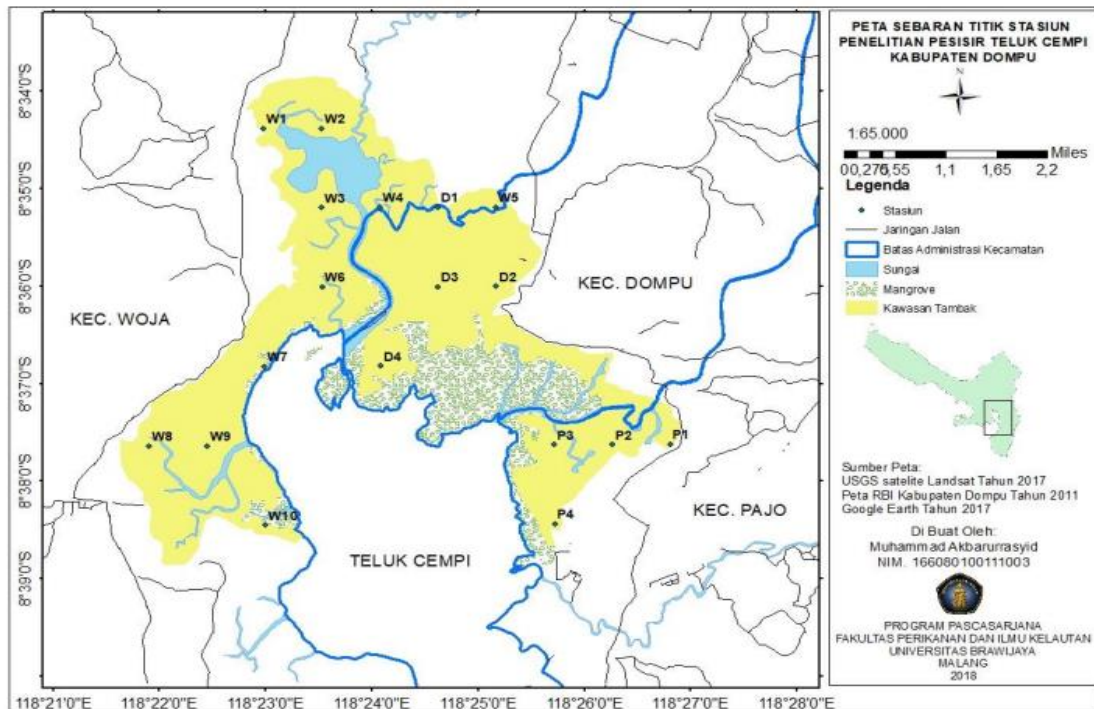 8°34'0"S
8°35'0"S
8°36'0"S
8°37'0"S
8°38'0"S
8°39'0"S
W1
W2
W3
W4
D1
W5
W6
D3
D2
KEC. DOMPU
KEC. WOJA
W7
D4
W8
W9
P3
P2
P1
W10
P4
KEC. PAJO
TELUK CEMPI
118°21'0"E
118°22'0"E
118°23'0"E
118°24'0"E
118°25'0"E
118°26'0"E
118°27'0"E
118°28'0"E
PETA SEBARAN TITIK STASIUN
PENELITIAN PESISIR TELUK CEMPI
KABUPATEN DOMPU
N
1:65.000
Miles
1,1
1,65
2,2
Legenda
Stasiun
Jaringan Jalan
Batas Administrasi Kecamatan
Sungai
Mangrove
Kawasan Tambak
Sumber Peta:
USGS satelite Landsat Tahun 2017
Peta RBI Kabupaten Dompu Tahun 2011
Google Earth Tahun 2017
Di Buat Oleh:
Muhammad Akbarurrasyid
NIM. 166080100111003
PROGRAM PASCASARJANA
FAKULTAS PERIKANAN DAN ILMU KELAUTAN
UNIVERSITAS BRAWIJAYA
MALANG
2018